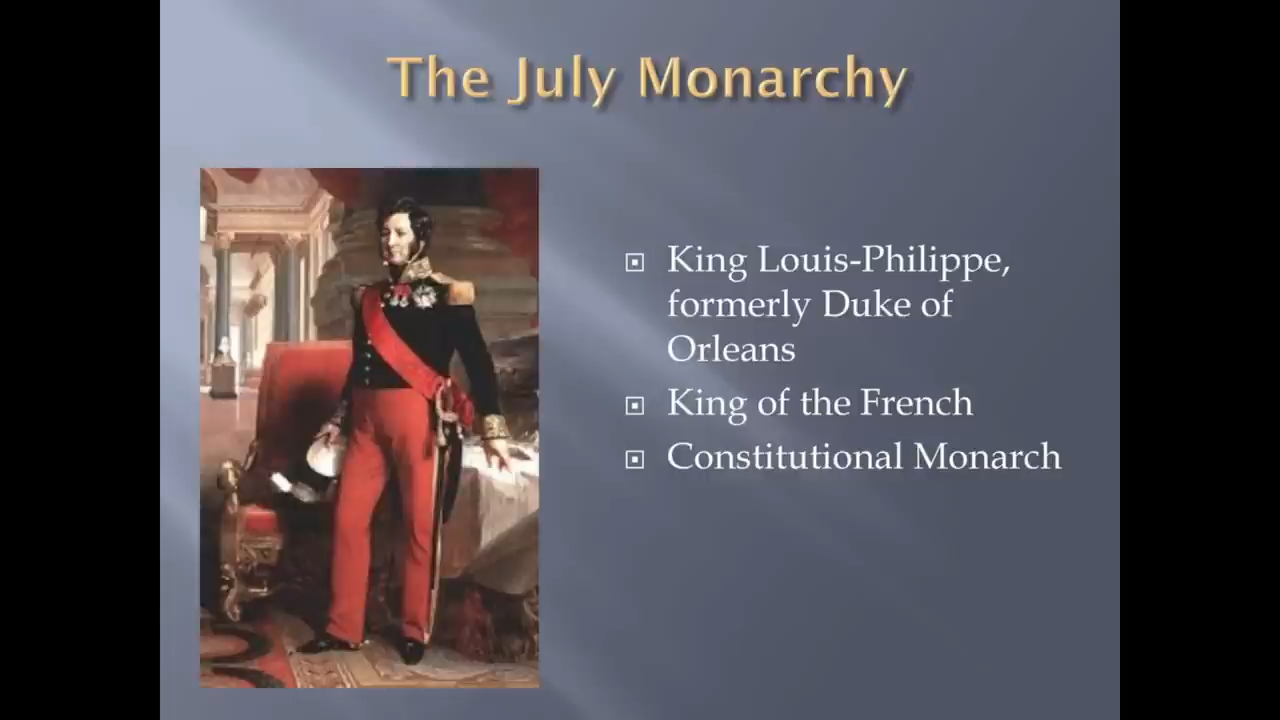 The July Monarchy
King Louis-Philippe,
formerly Duke of
Orleans
King of the French
Constitutional Monarch